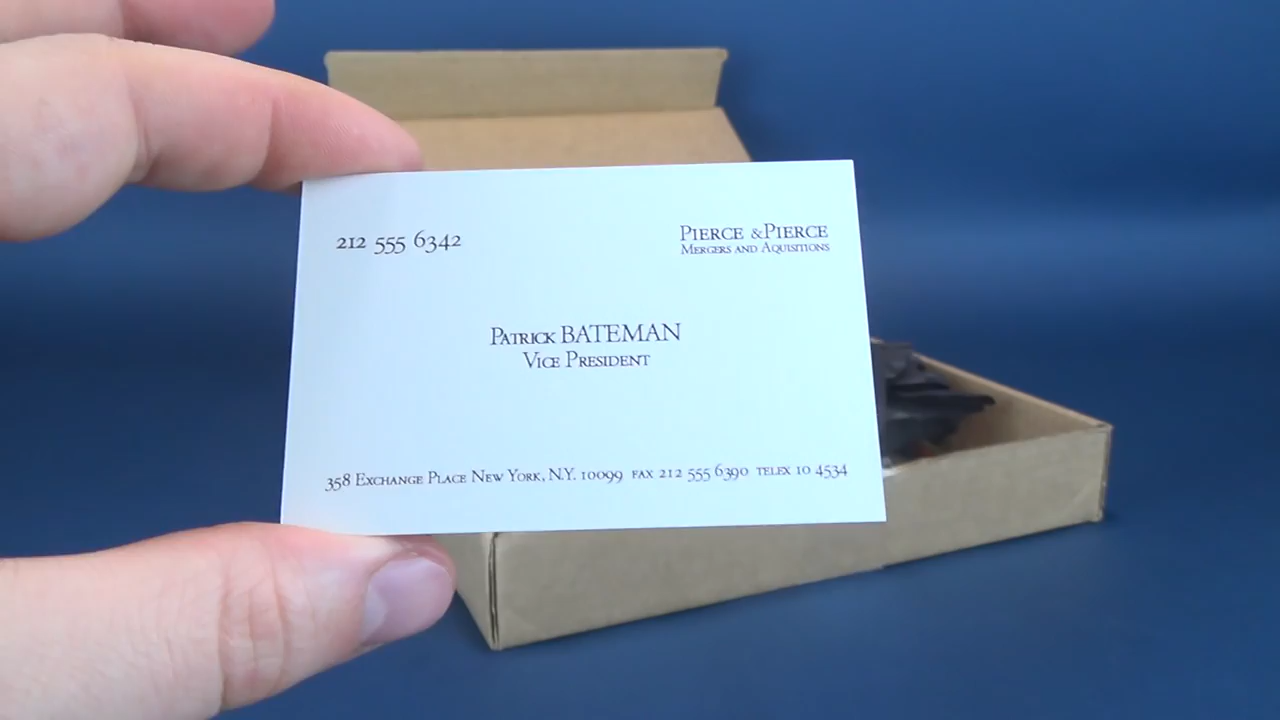 212 555 6342
PIERCE &PIERCE
MERGERS AND AQUISITIONS
PATRICK BATEMAN
VICE PRESIDENT
358 EXCHANGE PLACE NEW YORK, N.Y. 10099 FAX 212 555 6390 TELEX 10 4534